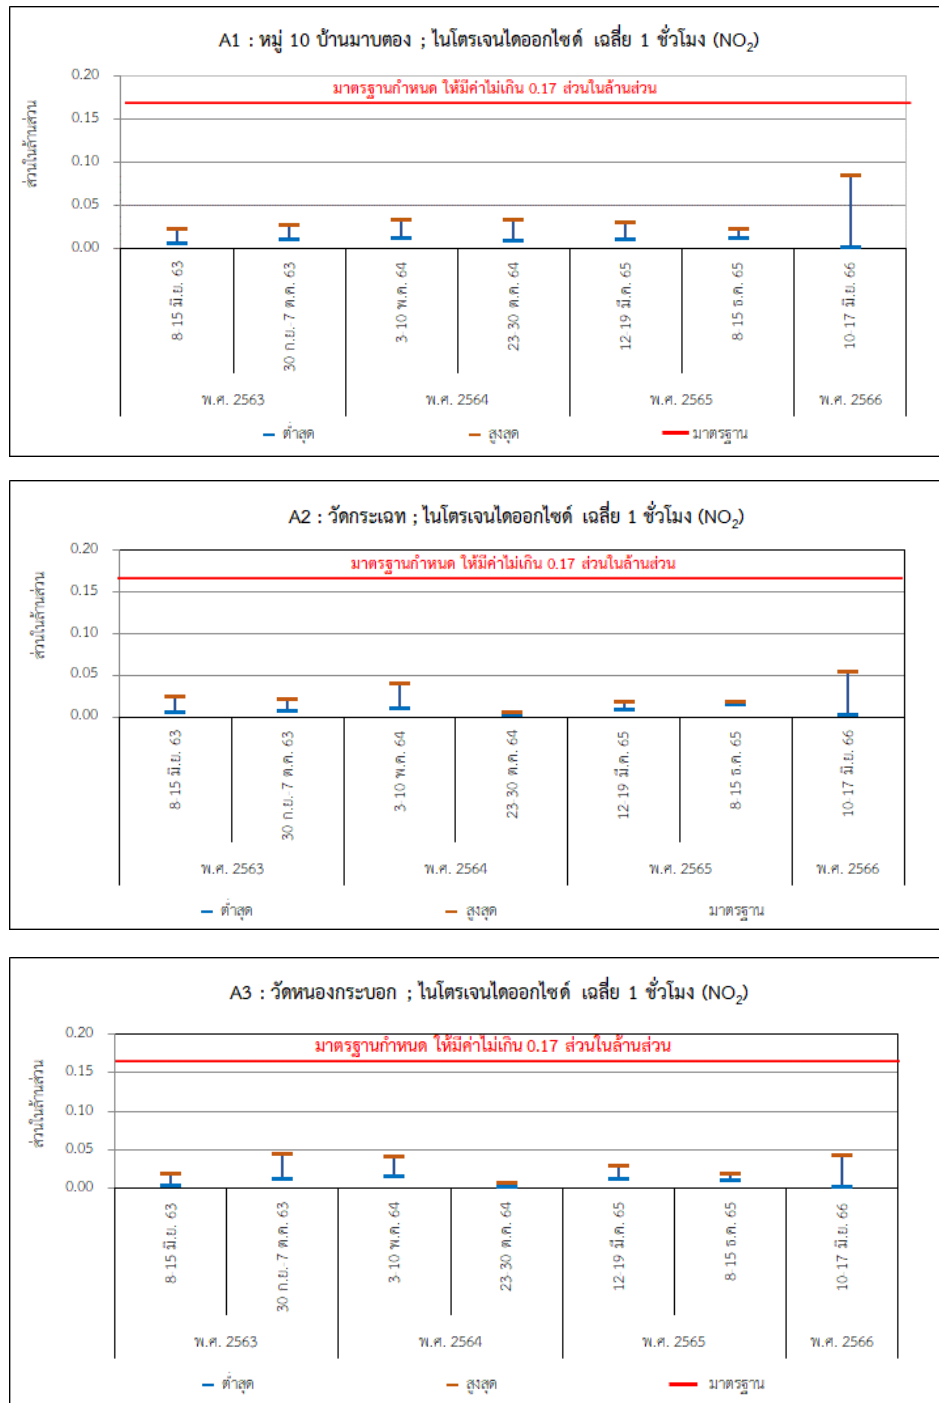 A1 : หมู่ 10 บ้านมาบตอง ; ไนโตรเจนไดออกไซด์ เฉลี่ย 1 ชั่วโมง (NO2)
มาตรฐานกำหนด ให้มีค่าไม่เกิน 0.17 ส่วนในล้านส่วน
ส่วนในล้านส่วน
0.20
0.15
0.10
0.05
0.00
8-15 มิ.ย. 63
30 ก.ย.-7 ต.ค. 63
3-10 พ.ค. 64
23-30 ต.ค. 64
12-19 มี.ค. 65
8-15 ธ.ค. 65
10-17 มิ.ย. 66
พ.ศ. 2563 พ.ศ. 2564 พ.ศ. 2565 พ.ศ. 2566
ต่ำสุด สูงสุด มาตรฐาน
A2 : วัดกระเฉท ; ไนโตรเจนไดออกไซด์ เฉลี่ย 1 ชั่วโมง (NO2)
มาตรฐานกำหนด ให้มีค่าไม่เกิน 0.17 ส่วนในล้านส่วน
ส่วนในล้านส่วน
0.20
0.15
0.10
0.05
0.00
8-15 มิ.ย. 63
30 ก.ย.-7 ต.ค. 63
3-10 พ.ค. 64
23-30 ต.ค. 64
12-19 มี.ค. 65
8-15 ธ.ค. 65
10-17 มิ.ย. 66
พ.ศ. 2563 พ.ศ. 2564 พ.ศ. 2565 พ.ศ. 2566
ต่ำสุด สูงสุด มาตรฐาน
A3 : วัดหนองกระบอก ; ไนโตรเจนไดออกไซด์ เฉลี่ย 1 ชั่วโมง (NO2)
มาตรฐานกำหนด ให้มีค่าไม่เกิน 0.17 ส่วนในล้านส่วน
ส่วนในล้านส่วน
0.20
0.15
0.10
0.05
0.00
8-15 มิ.ย. 63
30 ก.ย.-7 ต.ค. 63
3-10 พ.ค. 64
23-30 ต.ค. 64
12-19 มี.ค. 65
8-15 ธ.ค. 65
10-17 มิ.ย. 66
พ.ศ. 2563 พ.ศ. 2564 พ.ศ. 2565 พ.ศ. 2566
ต่ำสุด สูงสุด มาตรฐาน